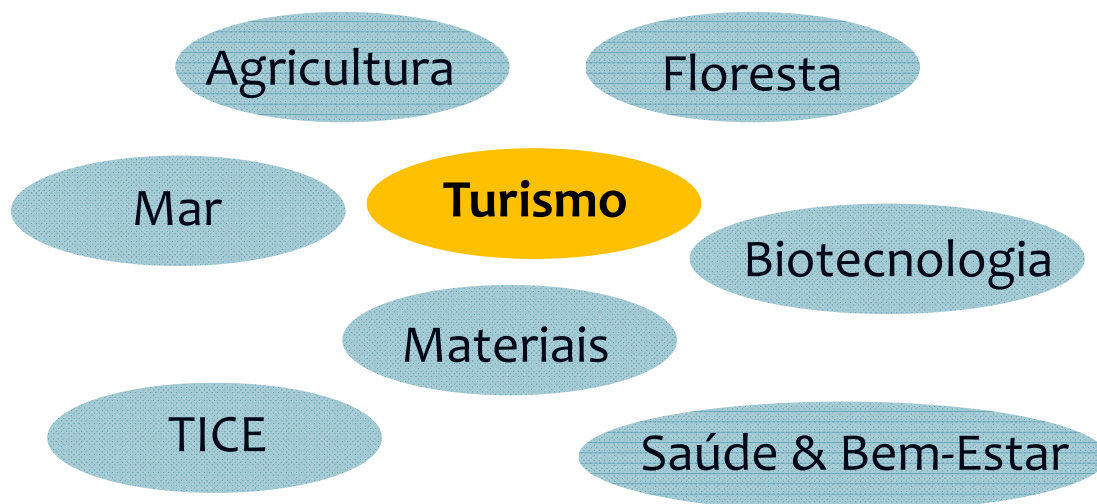 Agricultura
Floresta
Mar
Turismo
Biotecnologia
Materiais
TICE
Saúde & Bem-Estar